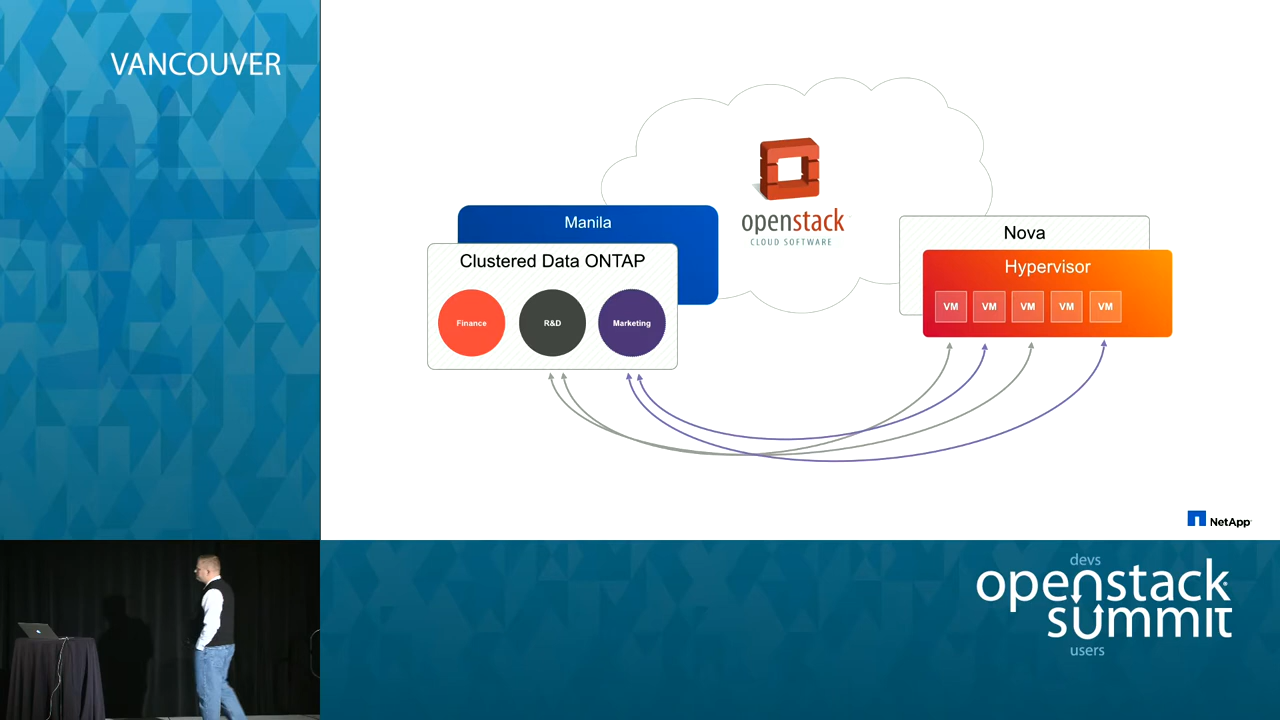 VANCOUVER
openstack
CLOUD SOFTWARE
Manila
Clustered Data ONTAP
Finance
R&D
Marketing
Nova
Hypervisor
VM VM VM VM VM
NetApp
devs
openstack
summit
users